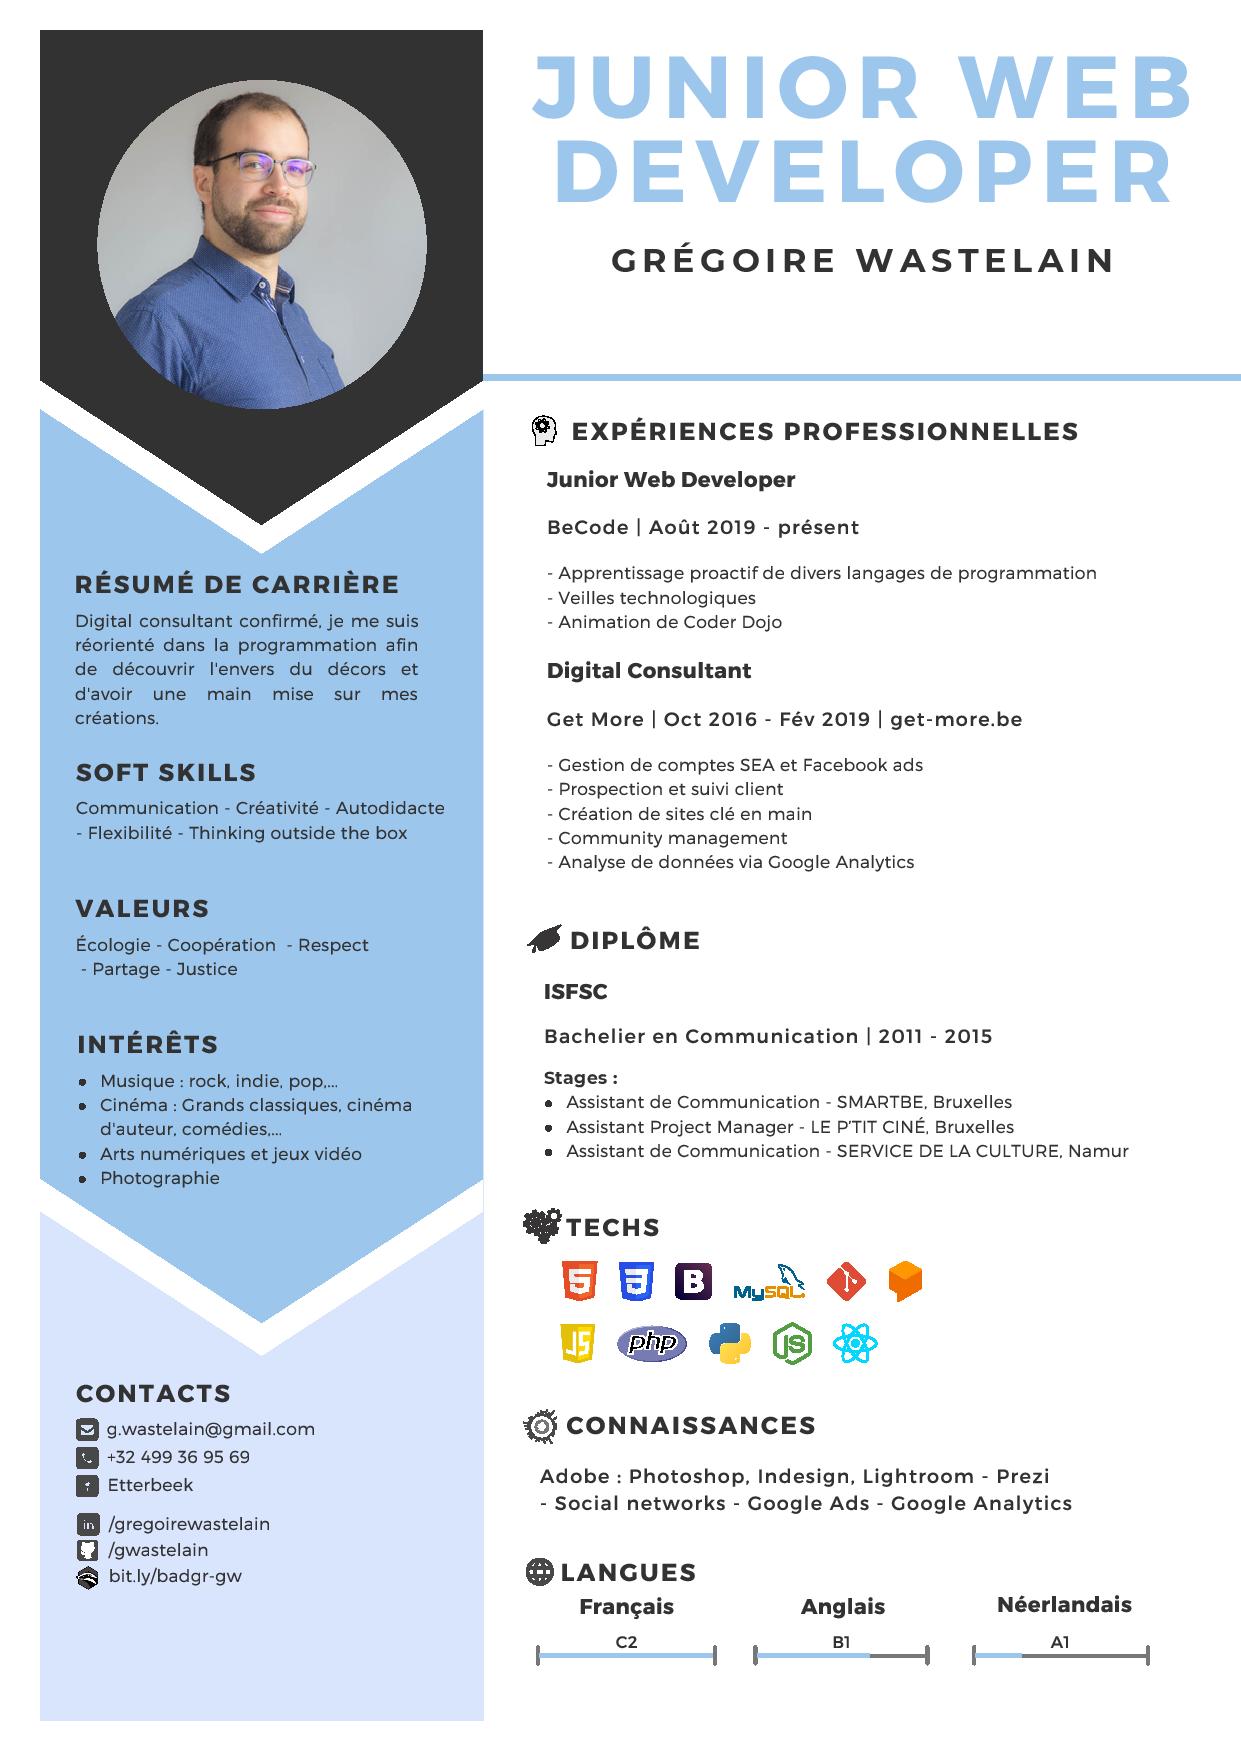 JUNIOR WEB
DEVELOPER
GRÉGOIRE WASTELAIN
RÉSUMÉ DE CARRIÈRE
Digital consultant confirmé, je me suis
réorienté dans la programmation afin
de découvrir l'envers du décors et
d'avoir une main mise sur mes
créations.
SOFT SKILLS
Communication - Créativité - Autodidacte
- Flexibilité - Thinking outside the box
VALEURS
Écologie - Coopération - Respect
- Partage - Justice
INTÉRÊTS
Musique : rock, indie, pop,...
Cinéma : Grands classiques, cinéma
d'auteur, comédies,...
Arts numériques et jeux vidéo
Photographie
CONTACTS
g.wastelain@gmail.com
+32 499 36 95 69
Etterbeek
in /gregoirewastelain
/gwastelain
bit.ly/badgr-gw
EXPÉRIENCES PROFESSIONNELLES
Junior Web Developer
BeCode | Août 2019 - présent
- Apprentissage proactif de divers langages de programmation
- Veilles technologiques
- Animation de Coder Dojo
Digital Consultant
Get More | Oct 2016 - Fév 2019 | get-more.be
- Gestion de comptes SEA et Facebook ads
- Prospection et suivi client
- Création de sites clé en main
- Community management
- Analyse de données via Google Analytics
DIPLÔME
ISFSC
Bachelier en Communication | 2011 - 2015
Stages :
Assistant de Communication - SMARTBE, Bruxelles
Assistant Project Manager - LE P'TIT CINÉ, Bruxelles
Assistant de Communication - SERVICE DE LA CULTURE, Namur
TECHS
5 3 B MySQL
JS php JS
CONNAISSANCES
Adobe : Photoshop, Indesign, Lightroom - Prezi
- Social networks - Google Ads - Google Analytics
LANGUES
Français Anglais Néerlandais
C2 B1 A1